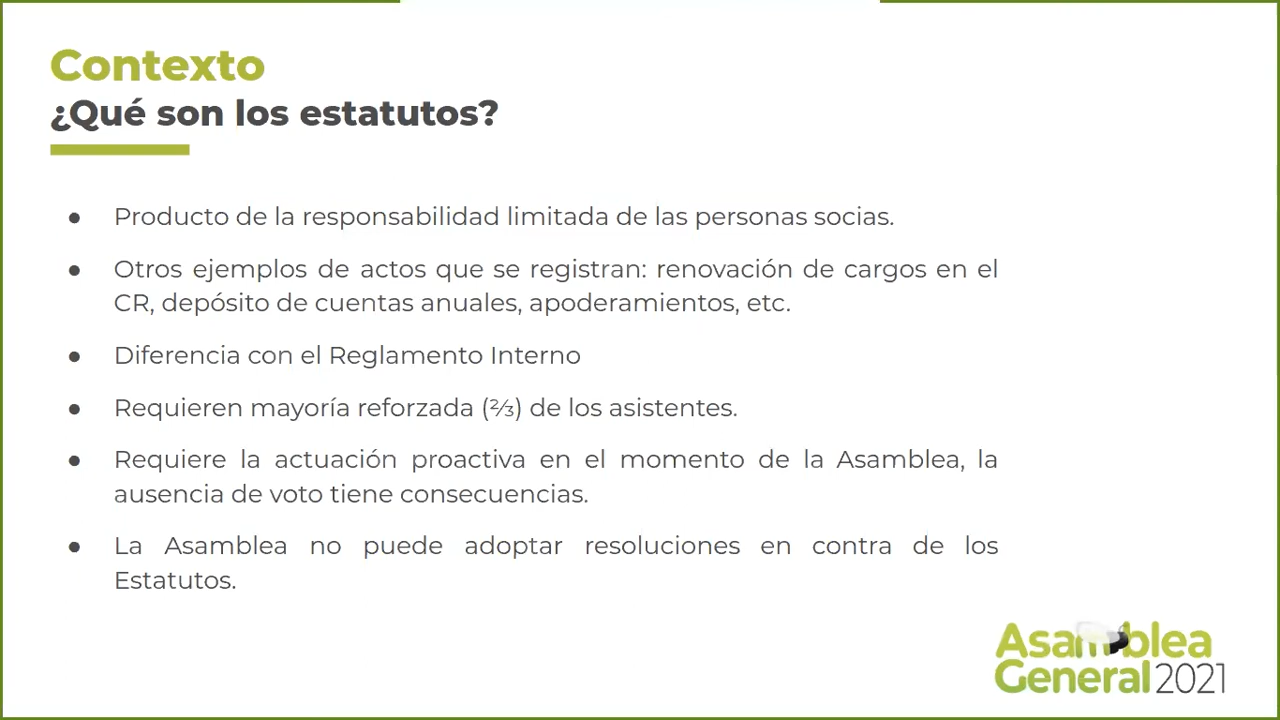 Contexto
¿Qué son los estatutos?
● Producto de la responsabilidad limitada de las personas socias.
● Otros ejemplos de actos que se registran: renovación de cargos en el
CR, depósito de cuentas anuales, apoderamientos, etc.
● Diferencia con el Reglamento Interno
● Requieren mayoría reforzada (⅔) de los asistentes.
● Requiere la actuación proactiva en el momento de la Asamblea, la
ausencia de voto tiene consecuencias.
● La Asamblea no puede adoptar resoluciones en contra de los
Estatutos.
Asamblea
General 2021